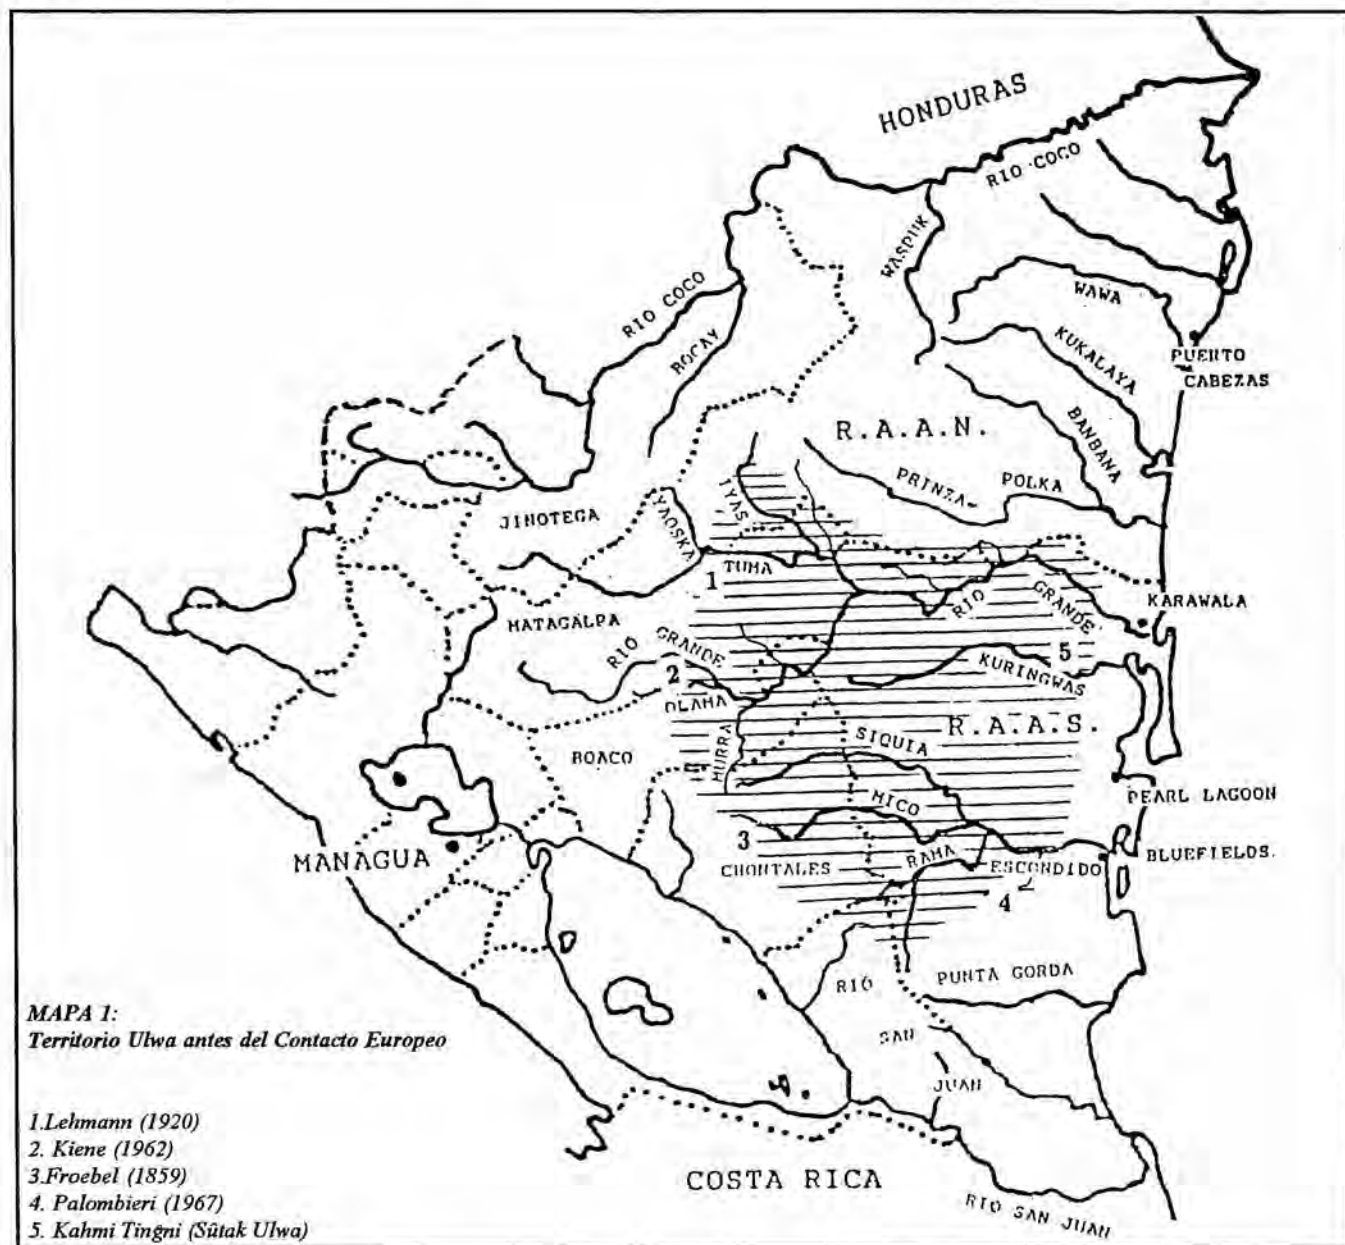 HONDURAS
RIO COCO
WASPUK
RIO COCO
BOCAY
WAWA
KUKALAYA
PUERTO
CABEZAS
BANBANA
R.A.A.N.
PRINZA
POLKA
IYAS
YAOSKA
JINOTEGA
TUMA
1
RIO
GRANDE
KARAWALA
MATAGALPA
RIO
GRANDE
2
OLAMA
5
KURINGWAS
R.A.A.S.
SIQUIA
MURRA
BOACO
MICO
PEARL LAGOON
3
MANAGUA
CHONTALES
RAMA
ESCONDIDO
BLUEFIELDS.
4
PUNTA GORDA
RIO
SAN
JUAN
MAPA 1:
Territorio Ulwa antes del Contacto Europeo
1.Lehmann (1920)
2. Kiene (1962)
3.Froebel (1859)
4. Palombieri (1967)
5. Kahmi Tingni (Sûtak Ulwa)
COSTA RICA
RIO SAN JUAN